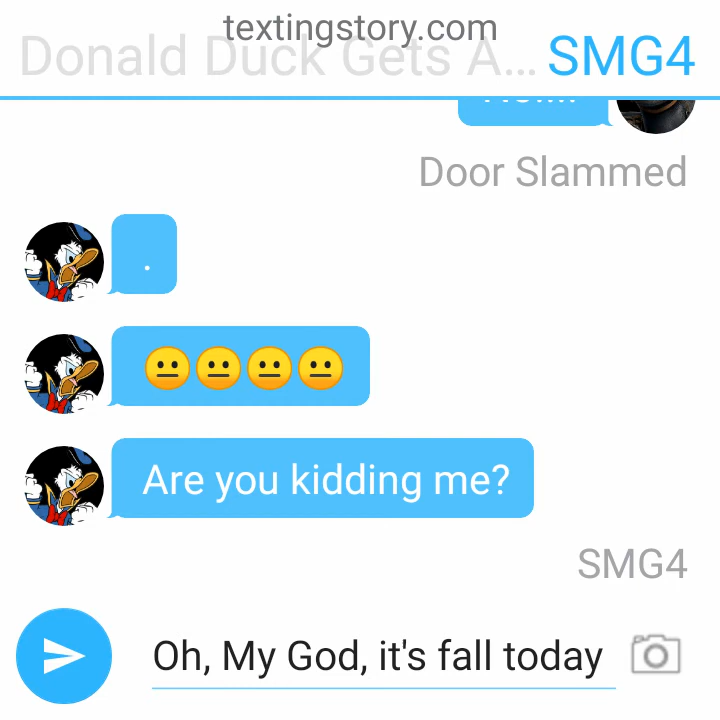 textingstory.com
Donald Duck Gets A... SMG4
Door Slammed
.
😐😐😐😐
Are you kidding me?
SMG4
Oh, My God, it's fall today